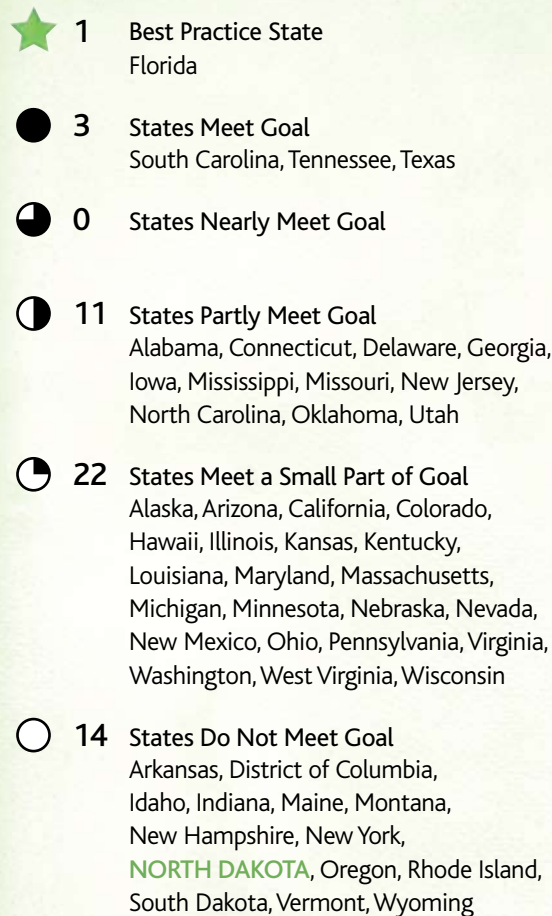 1 Best Practice State
Florida
3 States Meet Goal
South Carolina, Tennessee, Texas
0 States Nearly Meet Goal
11 States Partly Meet Goal
Alabama, Connecticut, Delaware, Georgia,
Iowa, Mississippi, Missouri, New Jersey,
North Carolina, Oklahoma, Utah
22 States Meet a Small Part of Goal
Alaska, Arizona, California, Colorado,
Hawaii, Illinois, Kansas, Kentucky,
Louisiana, Maryland, Massachusetts,
Michigan, Minnesota, Nebraska, Nevada,
New Mexico, Ohio, Pennsylvania, Virginia,
Washington, West Virginia, Wisconsin
14 States Do Not Meet Goal
Arkansas, District of Columbia,
Idaho, Indiana, Maine, Montana,
New Hampshire, New York,
NORTH DAKOTA, Oregon, Rhode Island,
South Dakota, Vermont, Wyoming